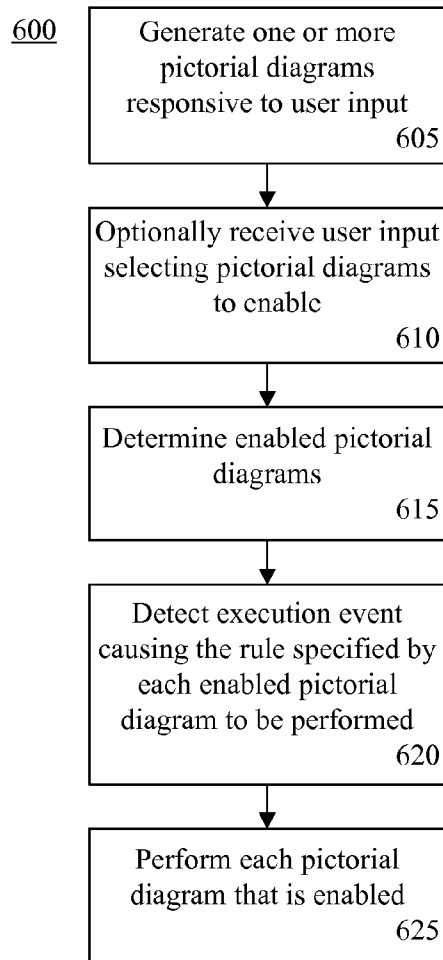 600
Generate one or more
pictorial diagrams
responsive to user input
605
Optionally receive user input
selecting pictorial diagrams
to enable
610
Determine enabled pictorial
diagrams
615
Detect execution event
causing the rule specified by
each enabled pictorial
diagram to be performed
620
Perform each pictorial
diagram that is enabled
625